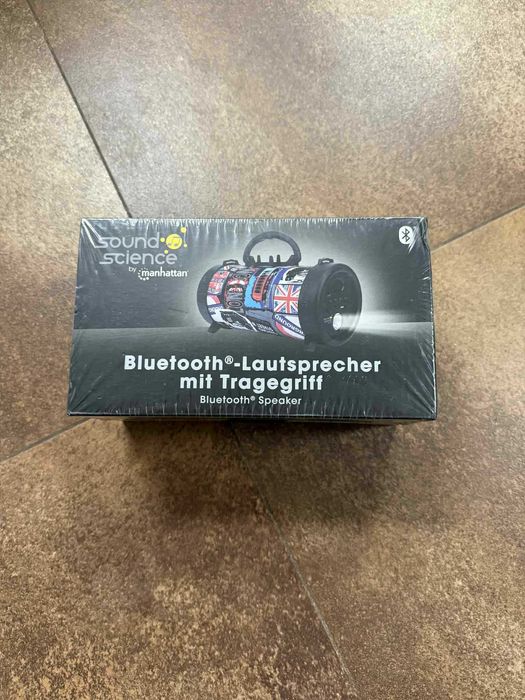 sound
science
by manhattan®
Bluetooth®-Lautsprecher
mit Tragegriff
Bluetooth® Speaker